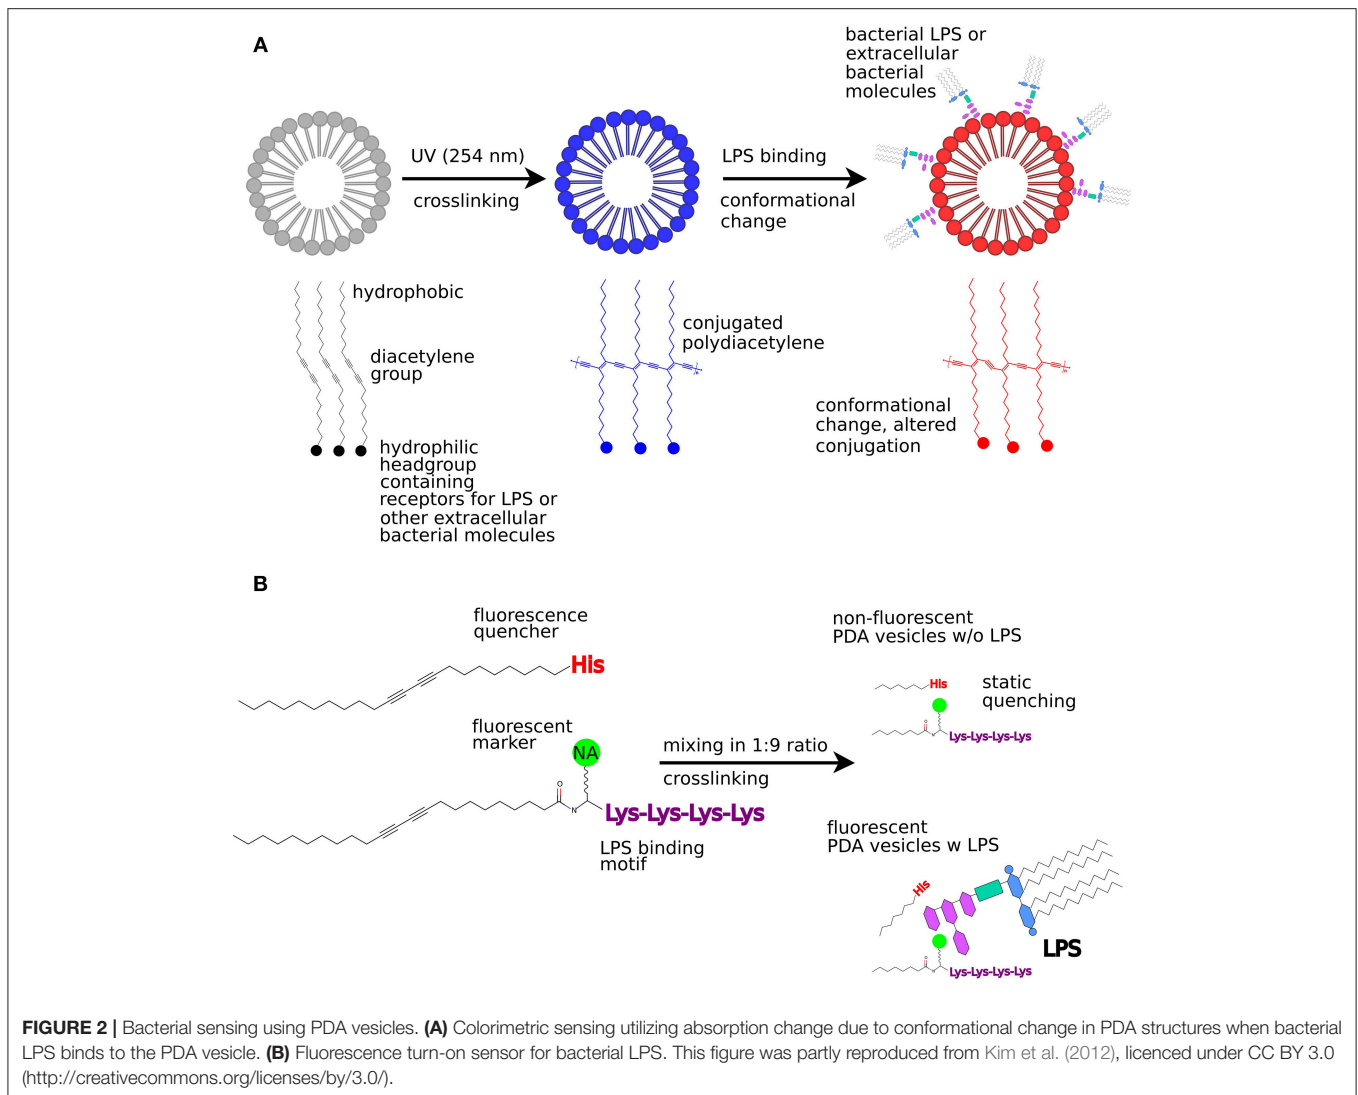 A
bacterial LPS or
extracellular
bacterial
molecules
UV (254 nm)
crosslinking
LPS binding
conformational
change
hydrophobic
diacetylene
group
hydrophilic
headgroup
containing
receptors for LPS or
other extracellular
bacterial molecules
conjugated
polydiacetylene
n
conformational
change, altered
conjugation
n
B
fluorescence
quencher
His
fluorescent
marker
NA
O
N
Lys-Lys-Lys-Lys
LPS binding
motif
mixing in 1:9 ratio
crosslinking
non-fluorescent
PDA vesicles w/o LPS
His
static
quenching
O
N
Lys-Lys-Lys-Lys
fluorescent
PDA vesicles w LPS
His
LPS
O
N
Lys-Lys-Lys-Lys
FIGURE 2 | Bacterial sensing using PDA vesicles. (A) Colorimetric sensing utilizing absorption change due to conformational change in PDA structures when bacterial
LPS binds to the PDA vesicle. (B) Fluorescence turn-on sensor for bacterial LPS. This figure was partly reproduced from Kim et al. (2012), licenced under CC BY 3.0
(http://creativecommons.org/licenses/by/3.0/).